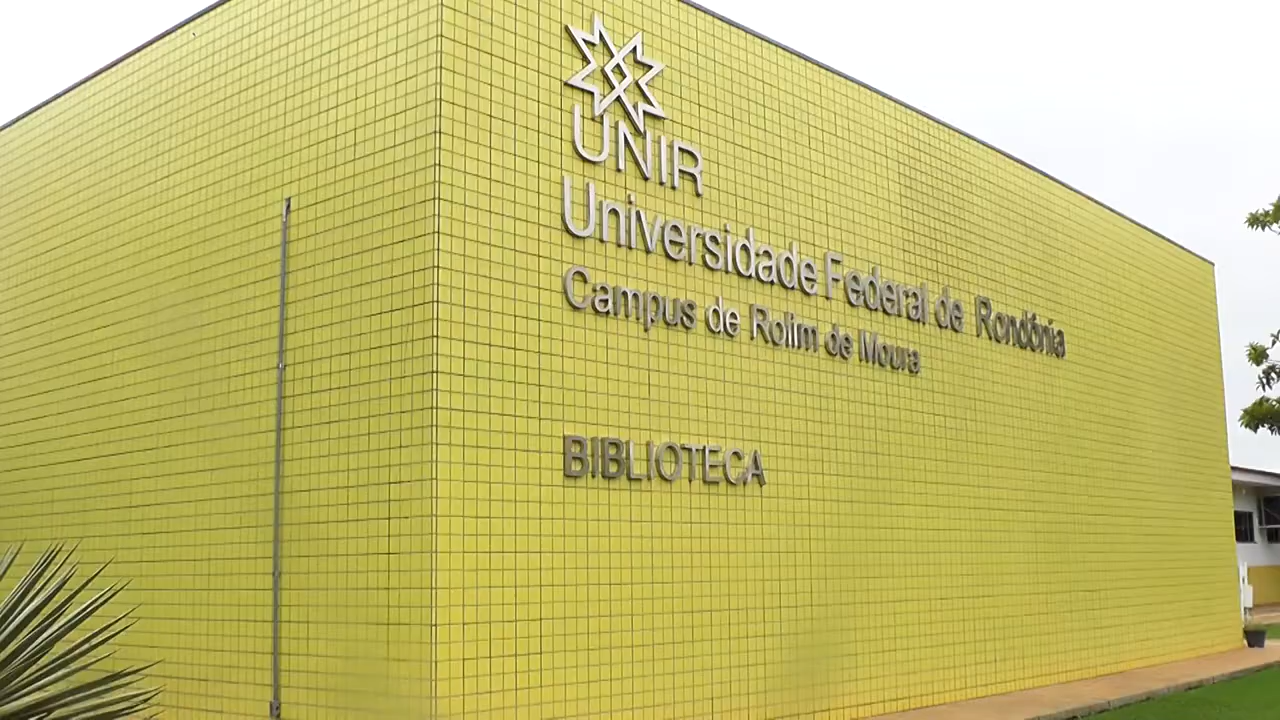 UNIR
Universidade Federal de Rondônia
Campus de Rolim de Moura
BIBLIOTECA